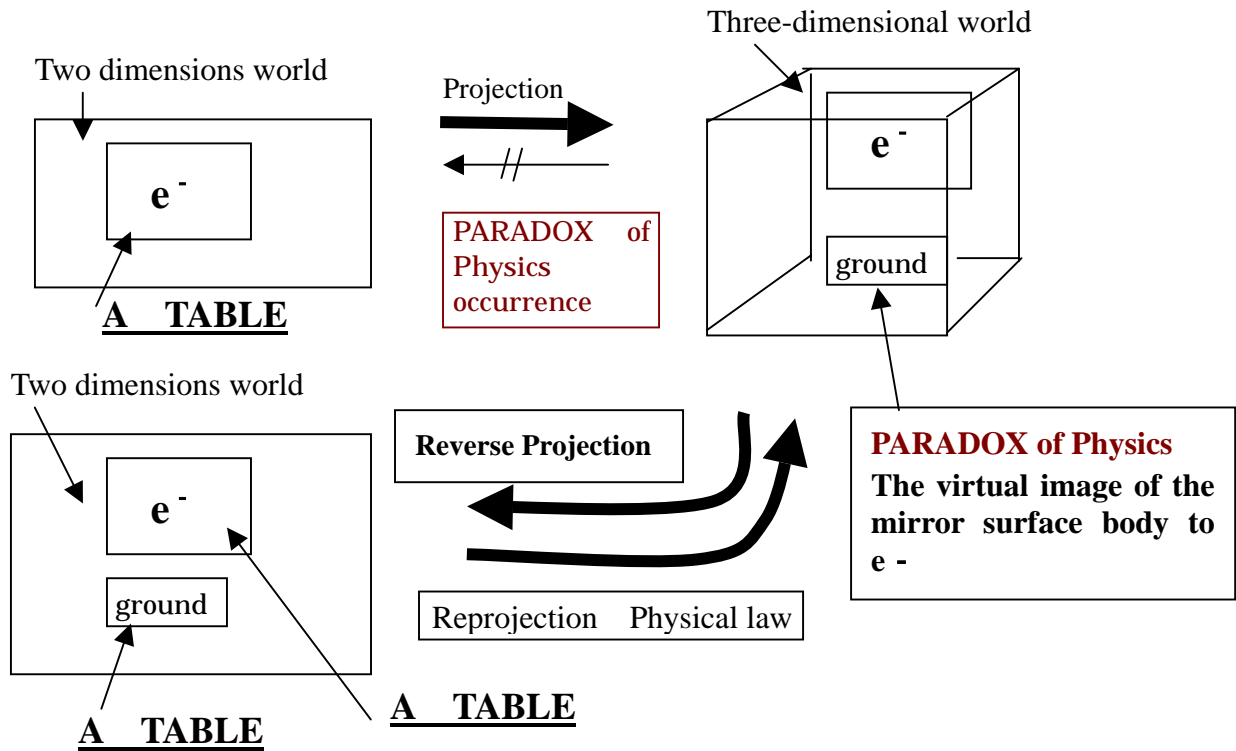 Three-dimensional world
Two dimensions world
Projection
e -
e -
PARADOX of
Physics
occurrence
ground
A TABLE
Two dimensions world
Reverse Projection
PARADOX of Physics
The virtual image of the
mirror surface body to
e -
e -
ground
Reprojection Physical law
A TABLE
A TABLE